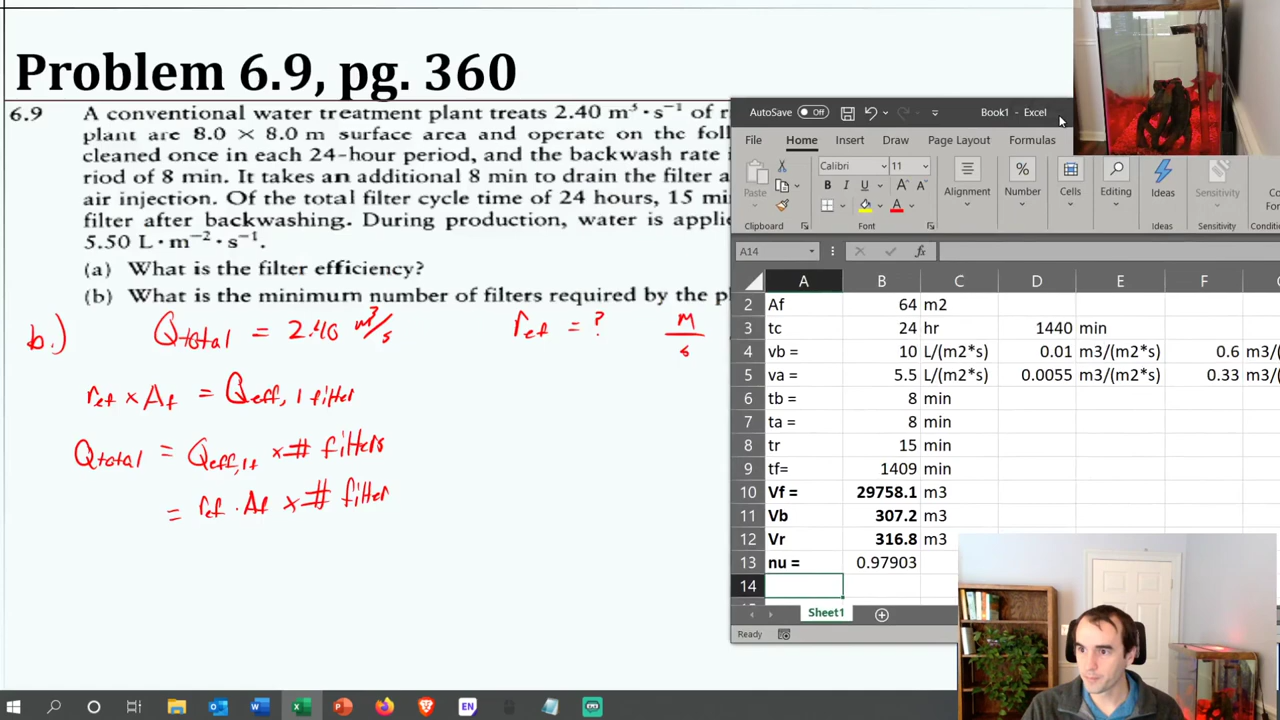 Problem 6.9, pg. 360
6.9 A conventional water treatment plant treats 2.40 m³·s⁻¹ of r
plant are 8.0 × 8.0 m surface area and operate on the foll
cleaned once in each 24-hour period, and the backwash rate i
riod of 8 min. It takes an additional 8 min to drain the filter a
air injection. Of the total filter cycle time of 24 hours, 15 mi
filter after backwashing. During production, water is applie
5.50 L·m⁻²·s⁻¹.
(a) What is the filter efficiency?
(b) What is the minimum number of filters required by the p
b.) Qtotal = 2.40 m³/s ref = ? m/s
ref × Af = Qeff, 1 filter
Qtotal = Qeff,1f × # filters
= ref · Af × # filter
AutoSave Off Book1 - Excel
File Home Insert Draw Page Layout Formulas
Paste Calibri 11 Alignment Number Cells Editing Ideas Sensitivity
B I U A
Clipboard Font Ideas Sensitivity
A14 fx
A B C D E F
2 Af 64 m2
3 tc 24 hr 1440 min
4 vb = 10 L/(m2*s) 0.01 m3/(m2*s) 0.6 m3/(
5 va = 5.5 L/(m2*s) 0.0055 m3/(m2*s) 0.33 m3/(
6 tb = 8 min
7 ta = 8 min
8 tr 15 min
9 tf= 1409 min
10 Vf = 29758.1 m3
11 Vb 307.2 m3
12 Vr 316.8 m3
13 nu = 0.97903
14
Sheet1
Ready
EN